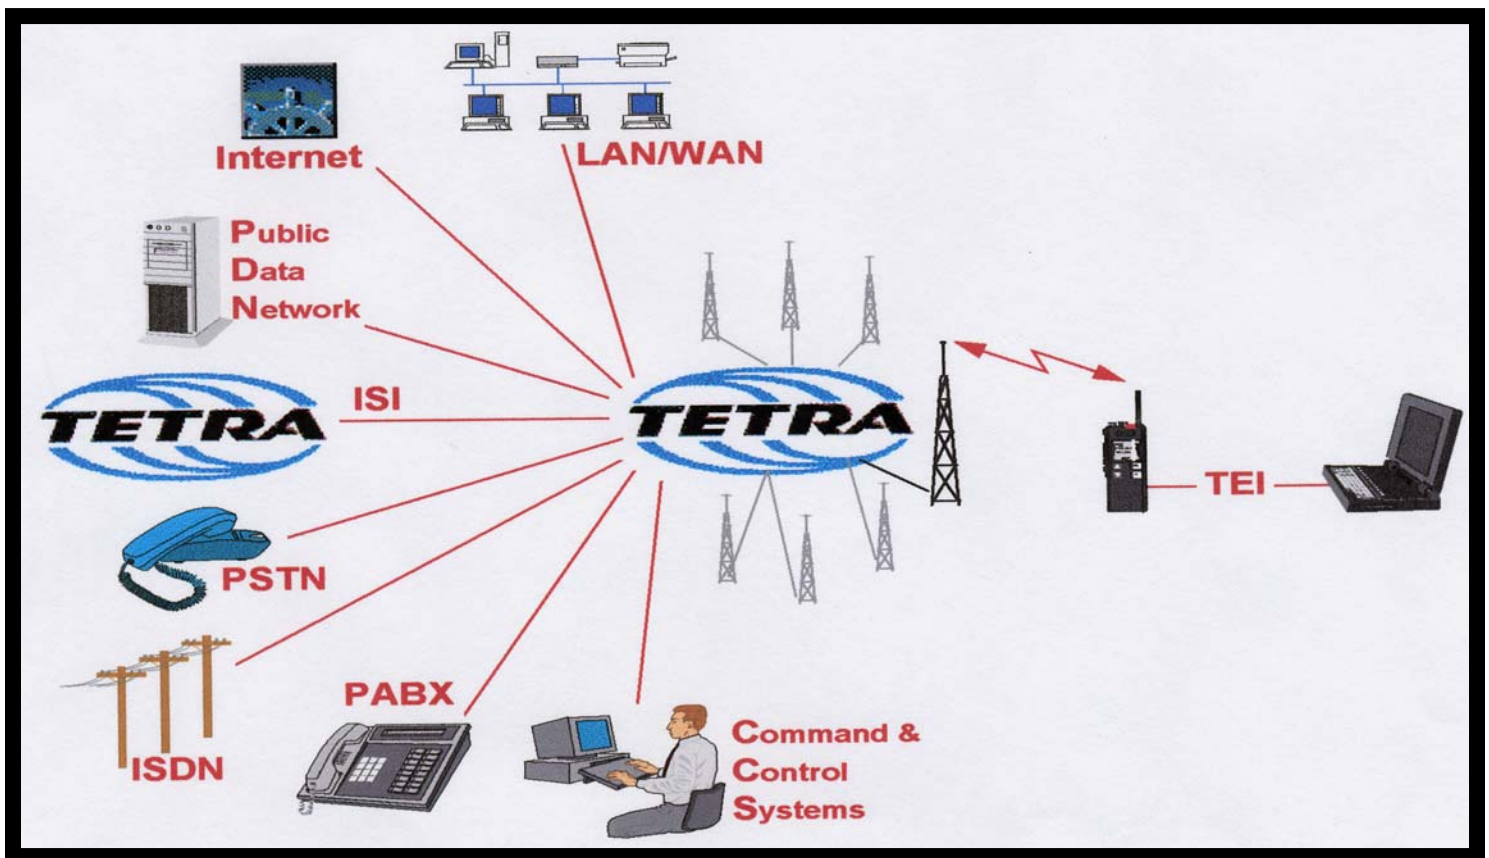 Internet
LAN/WAN
Public
Data
Network
TETRA
ISI
TETRA
TEI
PSTN
ISDN
PABX
Command &
Control
Systems